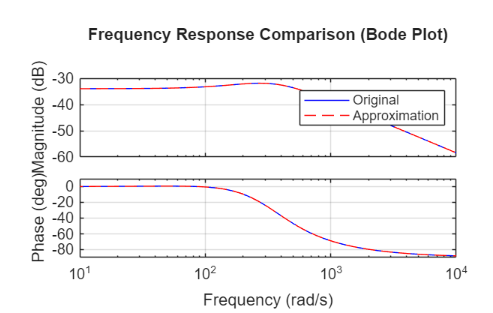 Frequency Response Comparison (Bode Plot)
Magnitude (dB)
-30
-40
-50
-60
Original
Approximation
Phase (deg)
0
-20
-40
-60
-80
10^1 10^2 10^3 10^4
Frequency (rad/s)